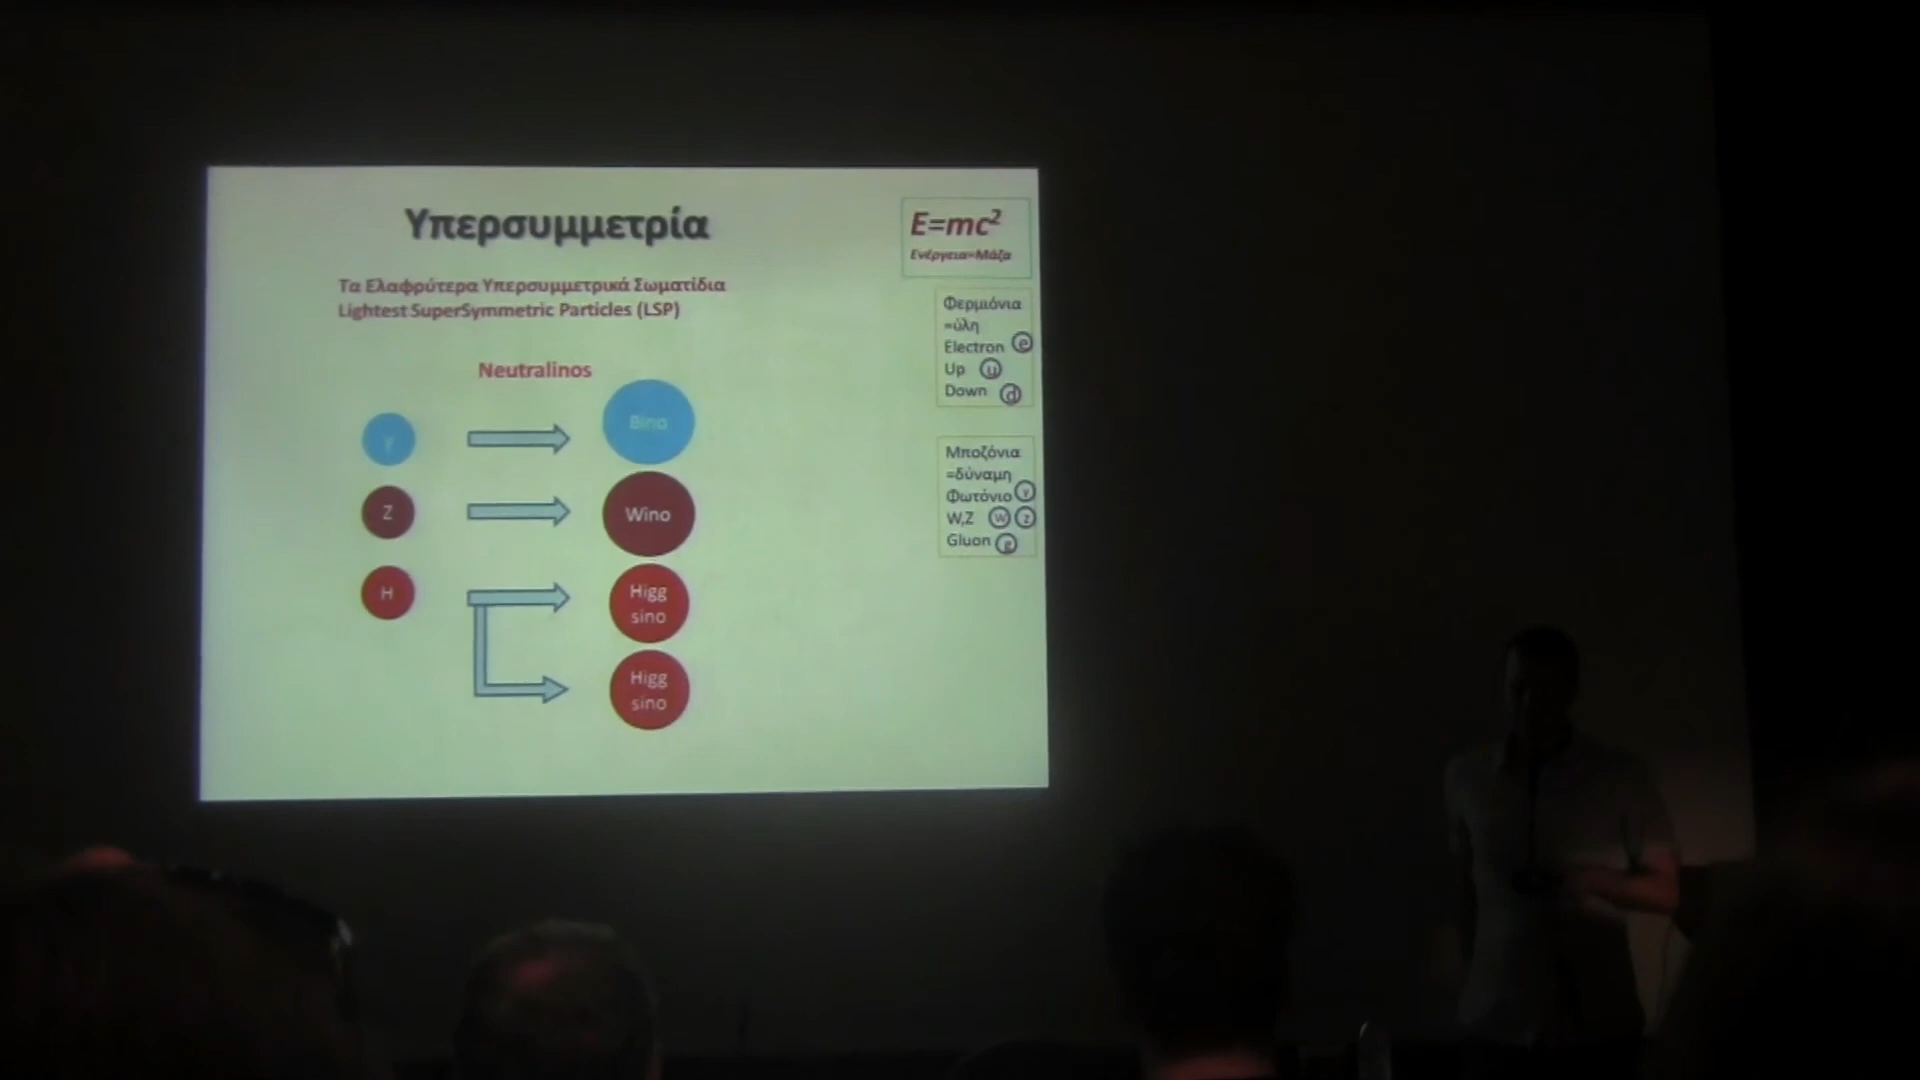 Υπερσυμμετρία
Τα Ελαφρύτερα Υπερσυμμετρικά Σωματίδια
Lightest SuperSymmetric Particles (LSP)
Neutralinos
γ
Bino
Z
Wino
H
Higg
sino
Higg
sino
E=mc²
Ενέργεια=Μάζα
Φερμιόνια
=ύλη
Electron e
Up u
Down d
Μποζόνια
=δύναμη
Φωτόνιο γ
W,Z W Z
Gluon g